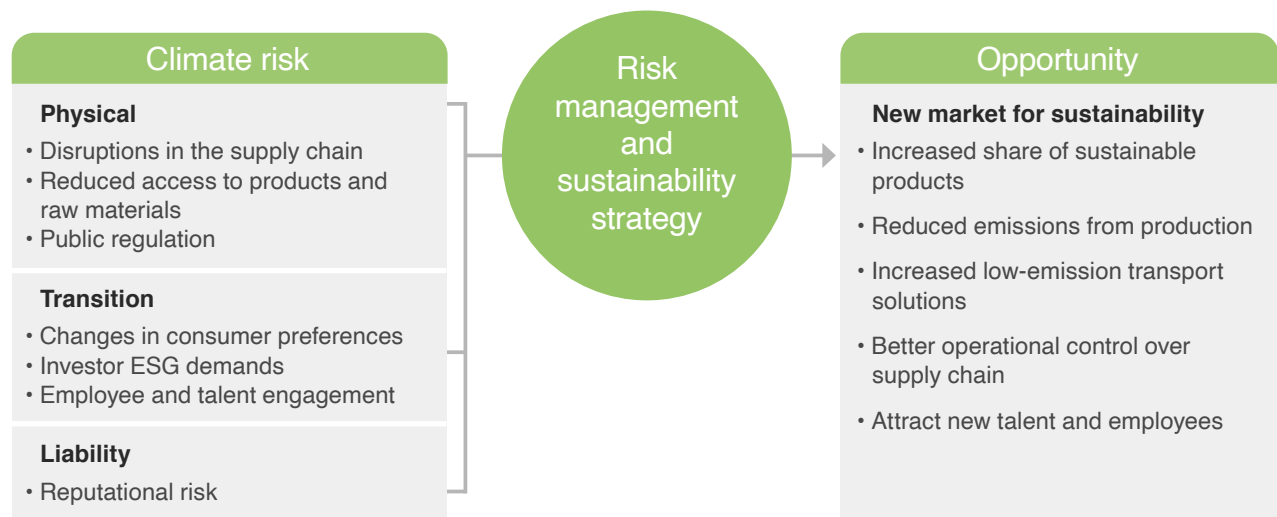 Climate risk
Physical
• Disruptions in the supply chain
• Reduced access to products and
raw materials
• Public regulation
Transition
• Changes in consumer preferences
• Investor ESG demands
• Employee and talent engagement
Liability
• Reputational risk
Risk
management
and
sustainability
strategy
Opportunity
New market for sustainability
• Increased share of sustainable
products
• Reduced emissions from production
• Increased low-emission transport
solutions
• Better operational control over
supply chain
• Attract new talent and employees